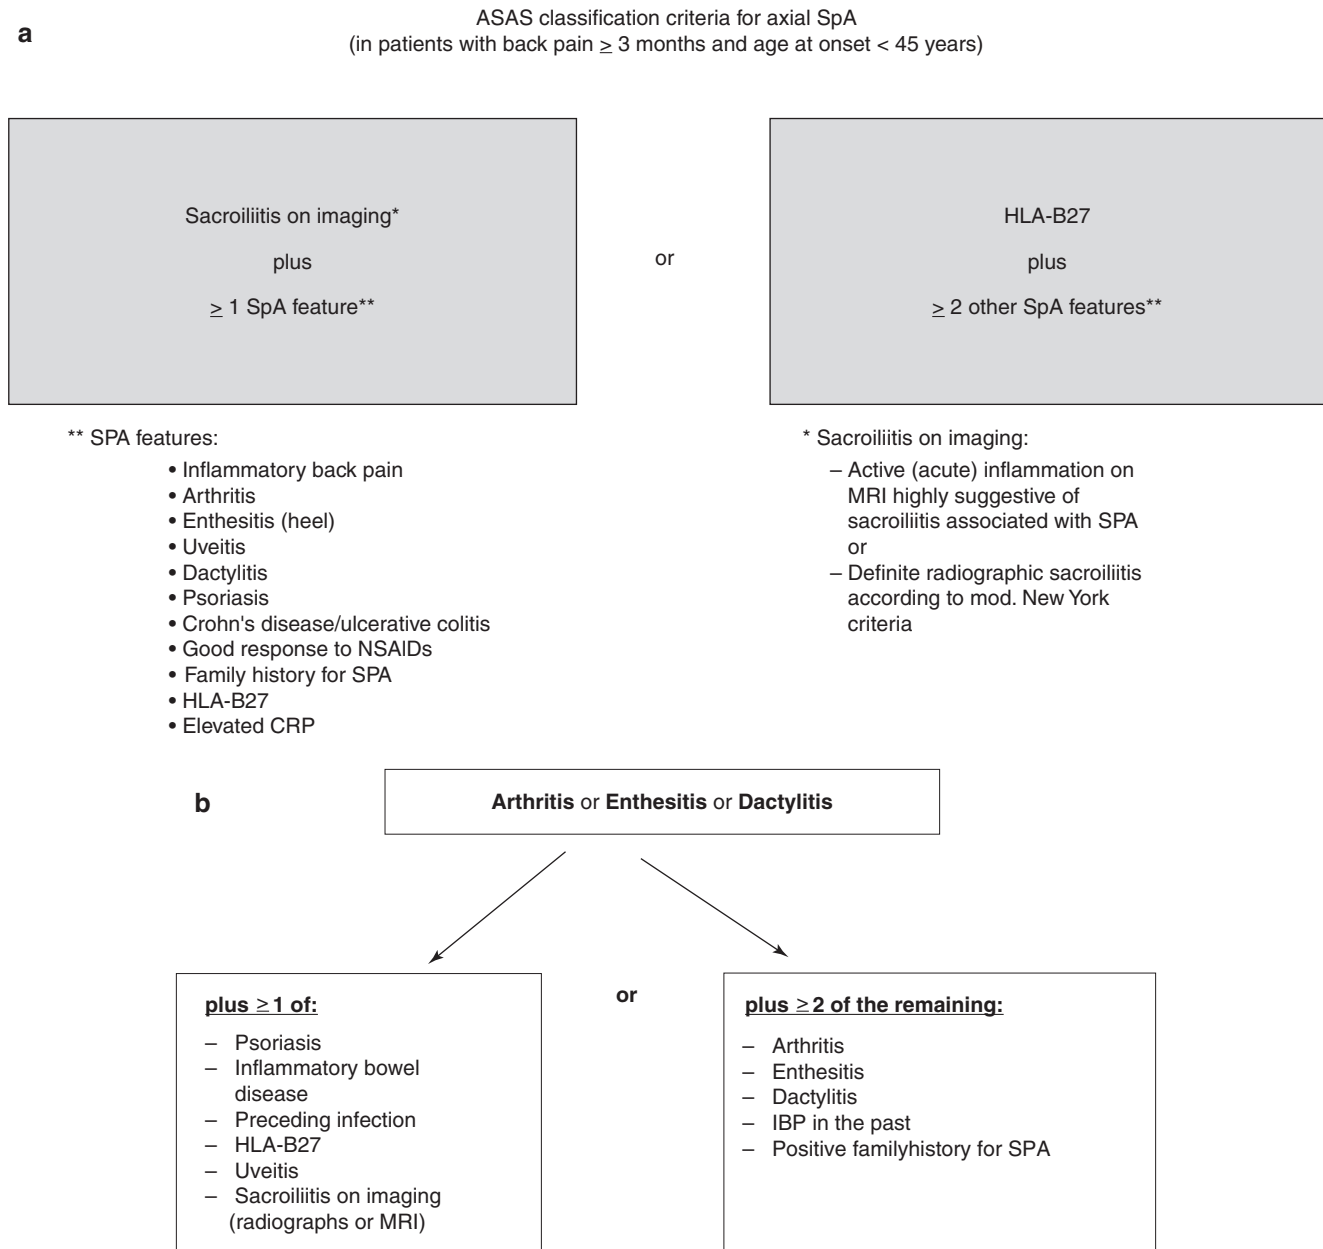 a
ASAS classification criteria for axial SpA
(in patients with back pain ≥ 3 months and age at onset < 45 years)
Sacroiliitis on imaging*
plus
≥ 1 SpA feature**
or
HLA-B27
plus
≥ 2 other SpA features**
** SPA features:
• Inflammatory back pain
• Arthritis
• Enthesitis (heel)
• Uveitis
• Dactylitis
• Psoriasis
• Crohn's disease/ulcerative colitis
• Good response to NSAIDs
• Family history for SPA
• HLA-B27
• Elevated CRP
* Sacroiliitis on imaging:
– Active (acute) inflammation on
MRI highly suggestive of
sacroiliitis associated with SPA
or
– Definite radiographic sacroiliitis
according to mod. New York
criteria
b
Arthritis or Enthesitis or Dactylitis
plus ≥ 1 of:
– Psoriasis
– Inflammatory bowel
disease
– Preceding infection
– HLA-B27
– Uveitis
– Sacroiliitis on imaging
(radiographs or MRI)
or
plus ≥ 2 of the remaining:
– Arthritis
– Enthesitis
– Dactylitis
– IBP in the past
– Positive familyhistory for SPA